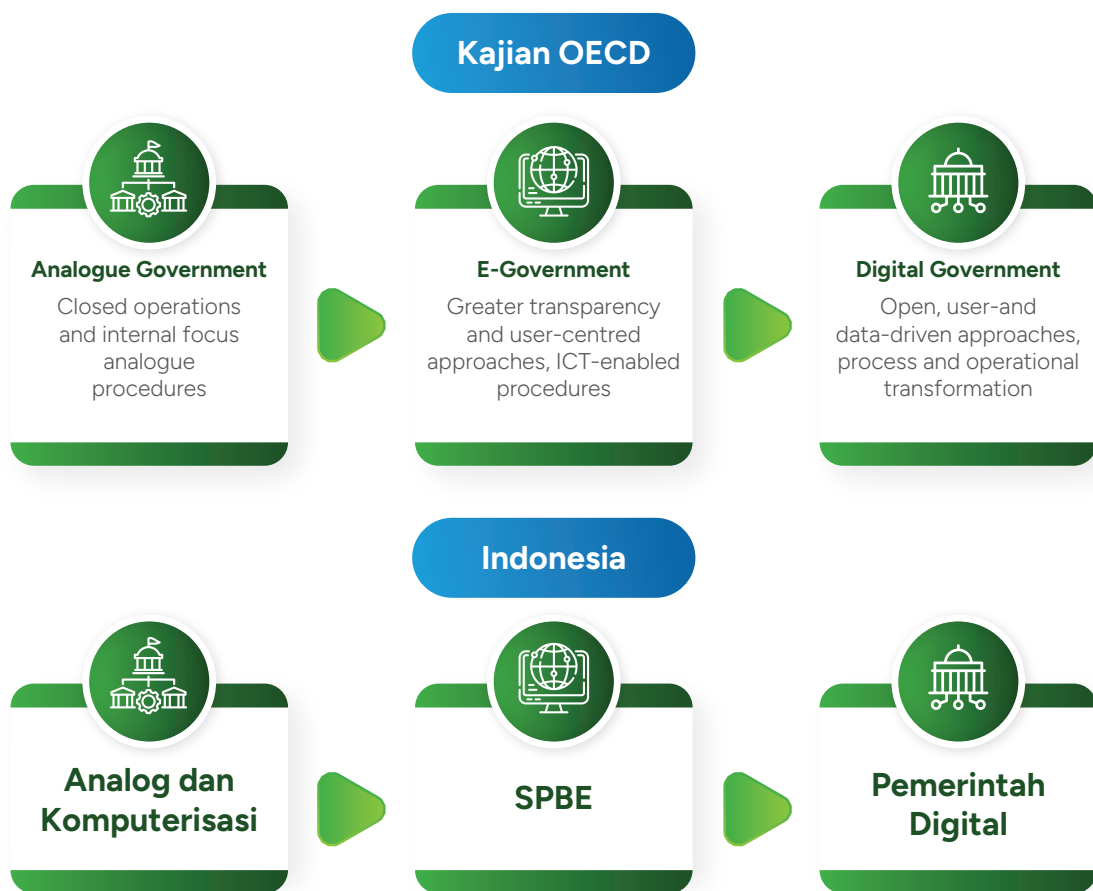 Kajian OECD
Analogue Government
Closed operations
and internal focus
analogue
procedures
E-Government
Greater transparency
and user-centred
approaches, ICT-enabled
procedures
Digital Government
Open, user-and
data-driven approaches,
process and operational
transformation
Indonesia
Analog dan
Komputerisasi
SPBE
Pemerintah
Digital